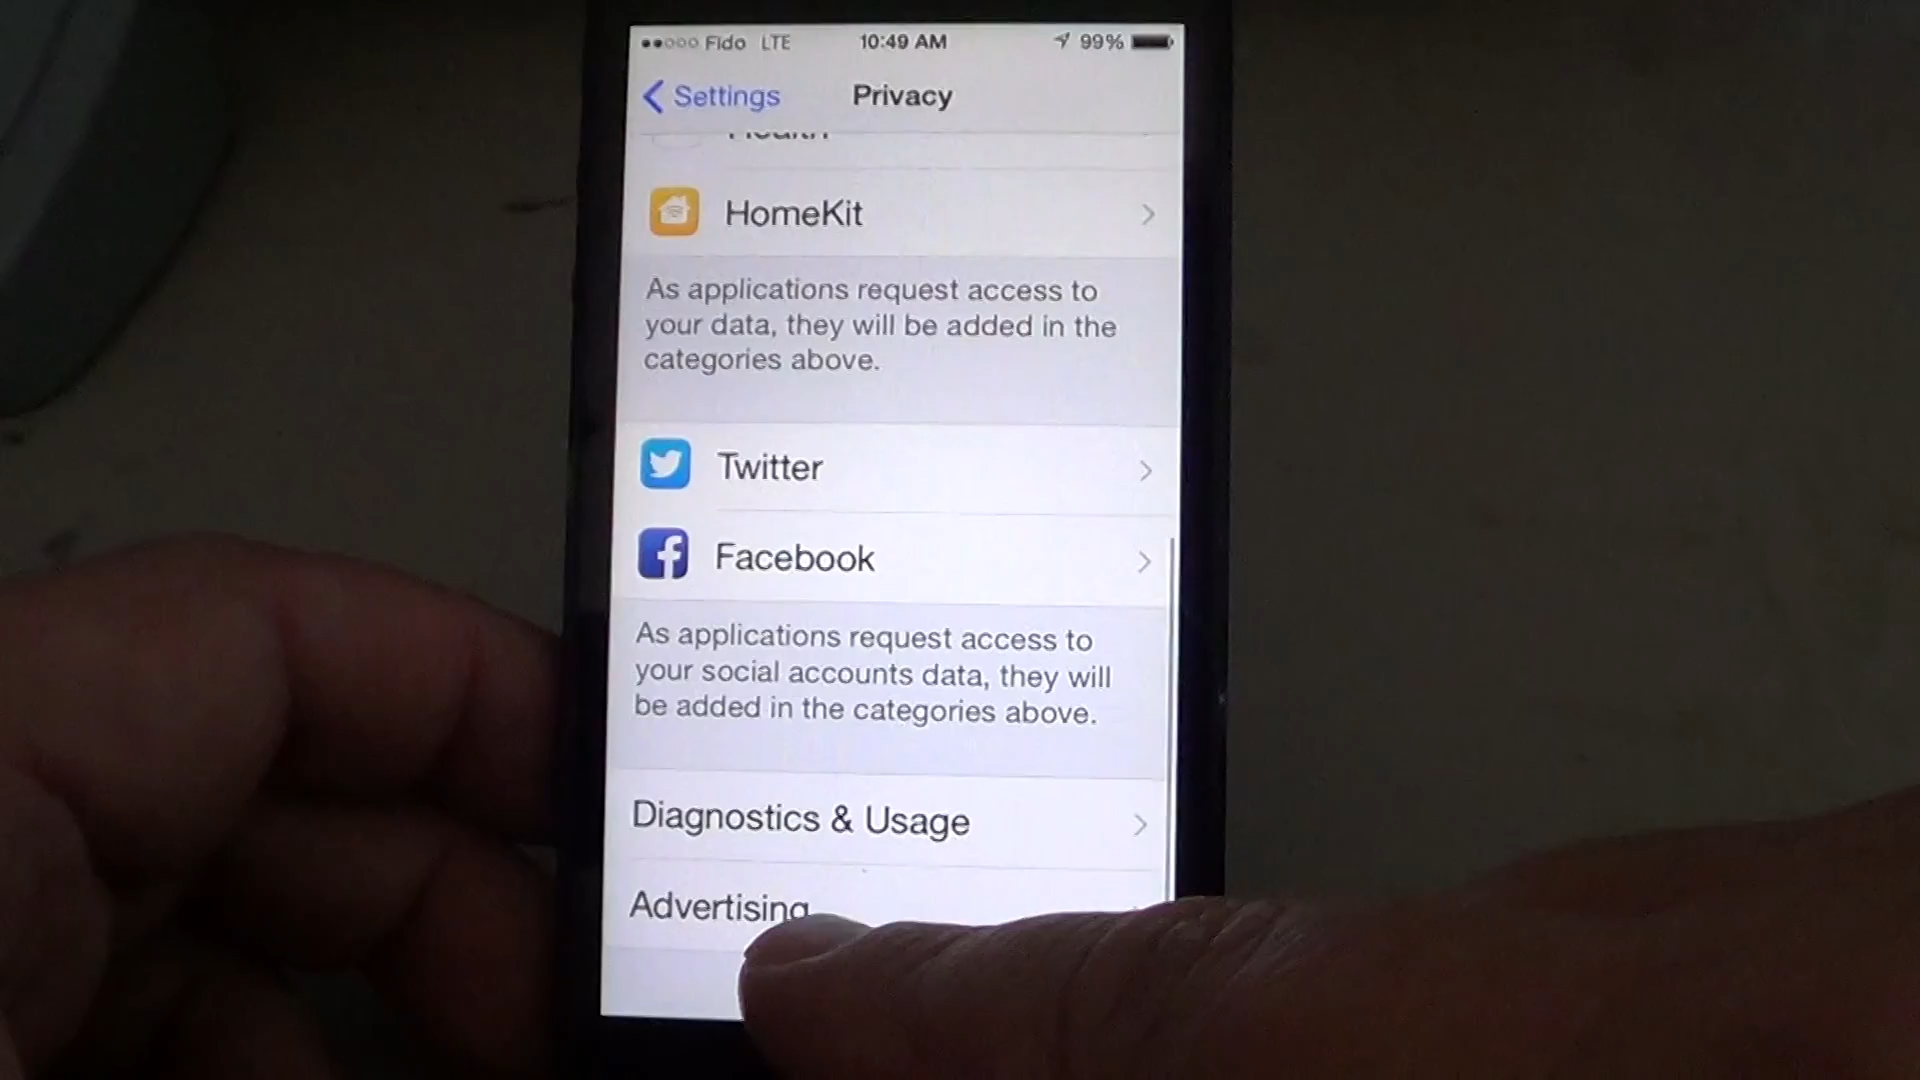 Fido LTE 10:49 AM 99%
Settings Privacy
Health
HomeKit
As applications request access to
your data, they will be added in the
categories above.
Twitter
Facebook
As applications request access to
your social accounts data, they will
be added in the categories above.
Diagnostics & Usage
Advertising